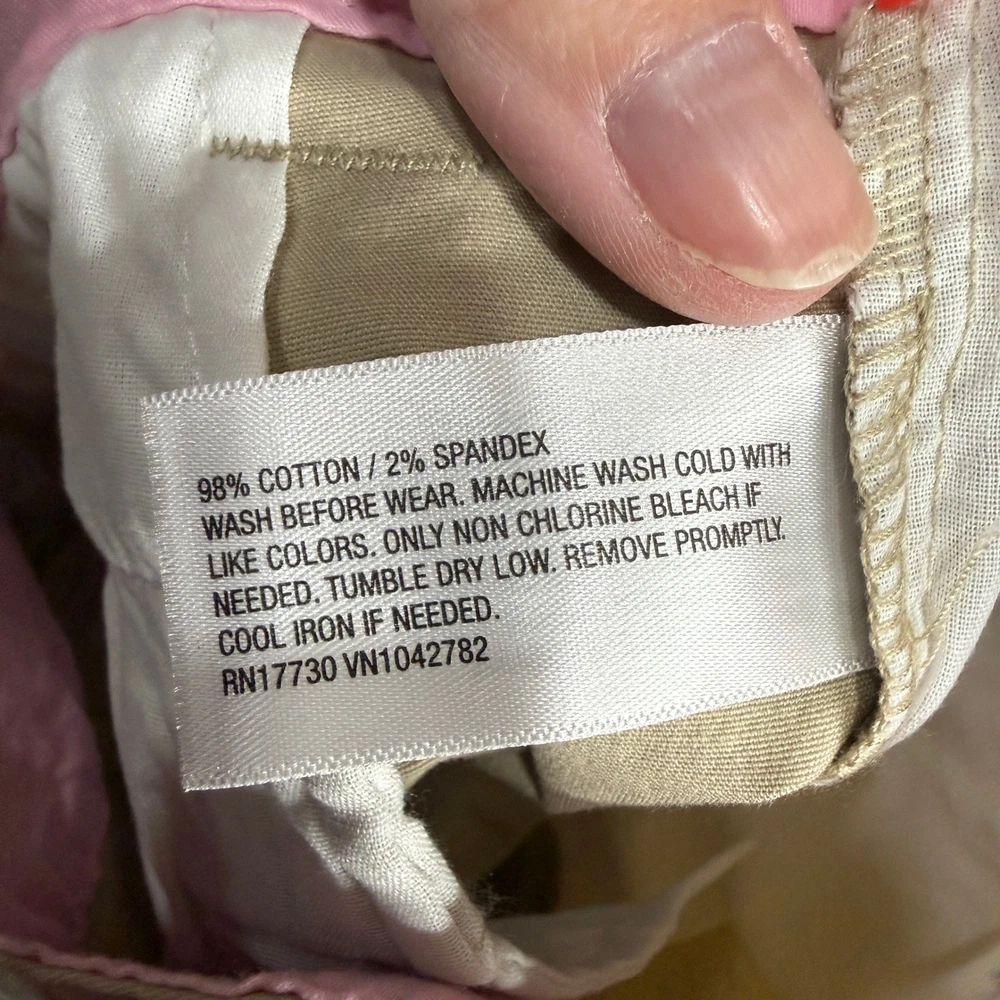 98% COTTON / 2% SPANDEX
WASH BEFORE WEAR. MACHINE WASH COLD WITH
LIKE COLORS. ONLY NON CHLORINE BLEACH IF
NEEDED. TUMBLE DRY LOW. REMOVE PROMPTLY.
COOL IRON IF NEEDED.
RN17730 VN1042782